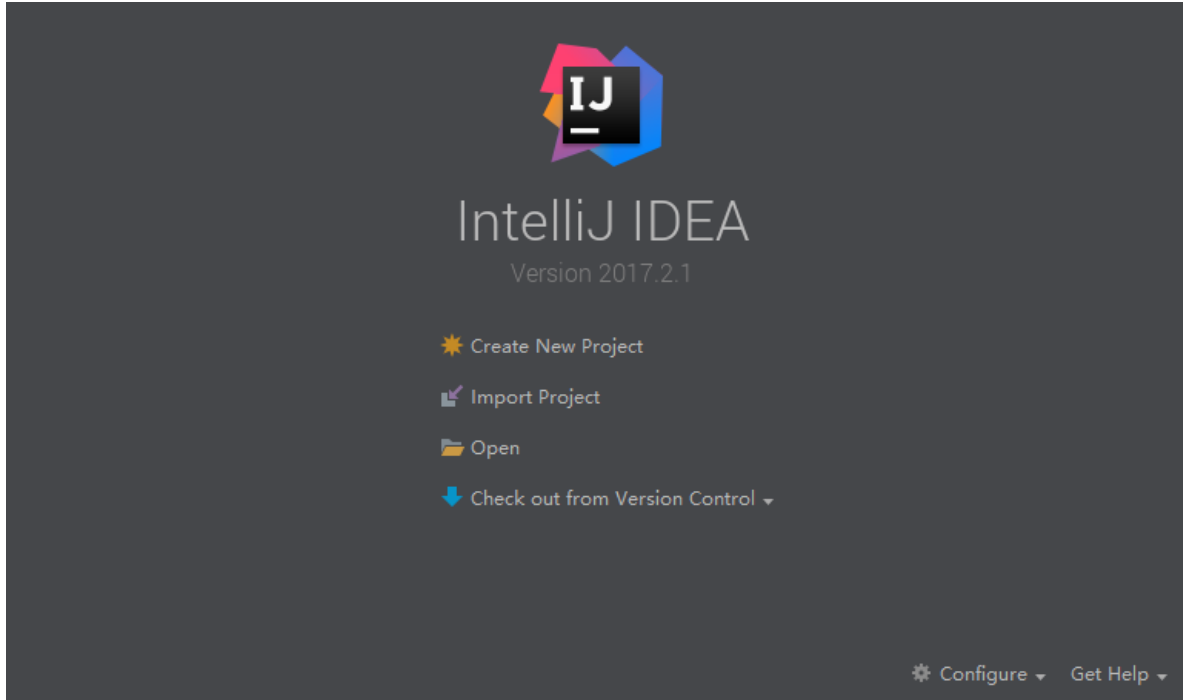 IJ
IntelliJ IDEA
Version 2017.2.1
Create New Project
Import Project
Open
Check out from Version Control
Configure Get Help